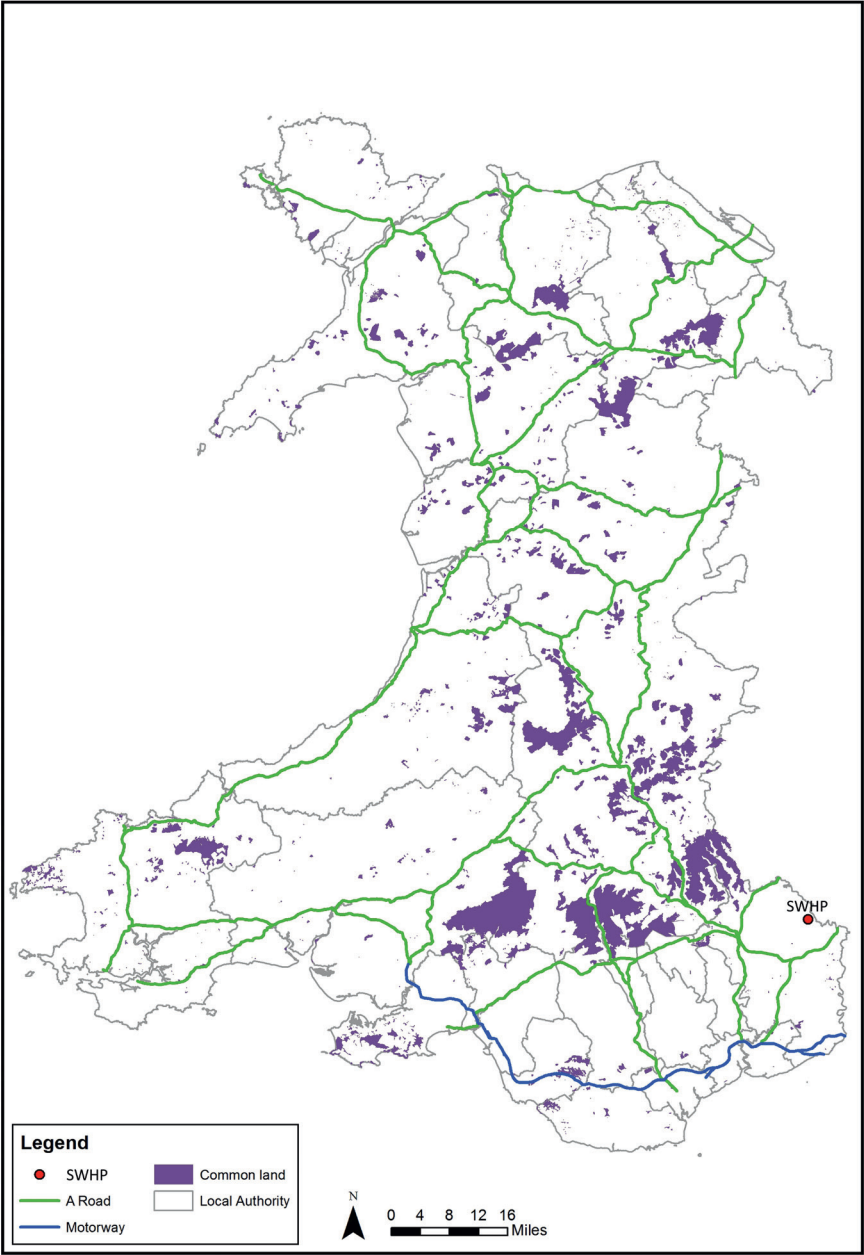 SWHP
Legend
SWHP
Common land
A Road
Local Authority
Motorway
N
0 4 8 12 16
Miles